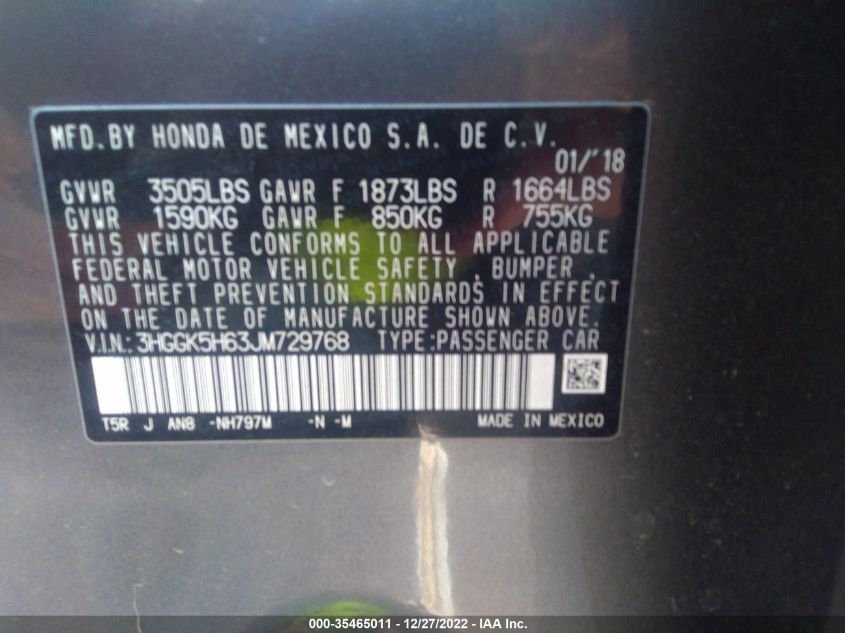 MFD.BY HONDA DE MEXICO S.A. DE C.V.
01/'18
GVWR 3505LBS GAWR F 1873LBS R 1664LBS
GVWR 1590KG GAWR F 850KG R 755KG
THIS VEHICLE CONFORMS TO ALL APPLICABLE
FEDERAL MOTOR VEHICLE SAFETY, BUMPER,
AND THEFT PREVENTION STANDARDS IN EFFECT
ON THE DATE OF MANUFACTURE SHOWN ABOVE.
V.I.N.: 3HGGK5H63JM729768 TYPE:PASSENGER CAR
T5R J AN8 -NH797M -N -M MADE IN MEXICO
000-35465011 - 12/27/2022 - IAA Inc.